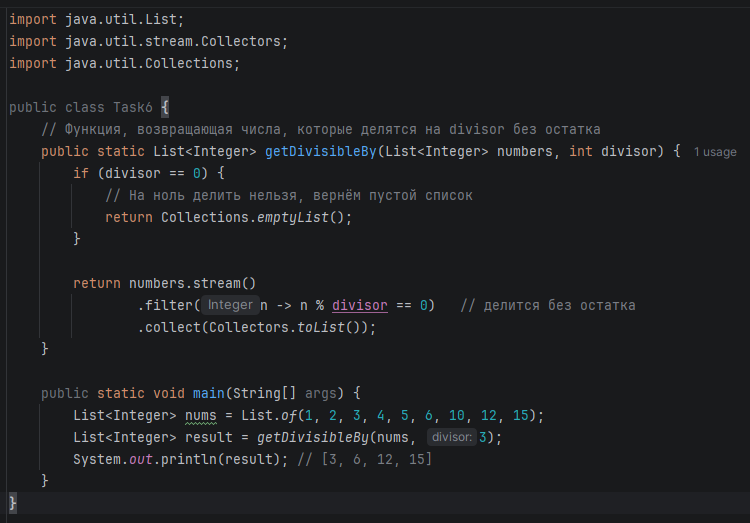 import java.util.List;
import java.util.stream.Collectors;
import java.util.Collections;

public class Task6 {
    // Функция, возвращающая числа, которые делятся на divisor без остатка
    public static List<Integer> getDivisibleBy(List<Integer> numbers, int divisor) { 1 usage
        if (divisor == 0) {
            // На ноль делить нельзя, вернём пустой список
            return Collections.emptyList();
        }

        return numbers.stream()
                .filter( Integer n -> n % divisor == 0)   // делится без остатка
                .collect(Collectors.toList());
    }

    public static void main(String[] args) {
        List<Integer> nums = List.of(1, 2, 3, 4, 5, 6, 10, 12, 15);
        List<Integer> result = getDivisibleBy(nums, divisor: 3);
        System.out.println(result); // [3, 6, 12, 15]
    }
}